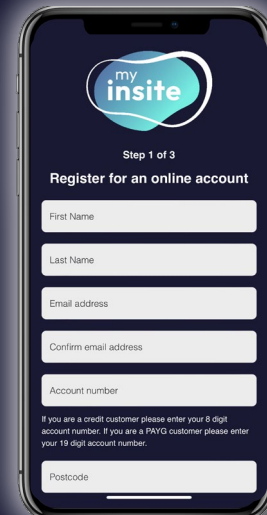 my
insite
Step 1 of 3
Register for an online account
First Name
Last Name
Email address
Confirm email address
Account number
If you are a credit customer please enter your 8 digit
account number. If you are a PAYG customer please enter
your 19 digit account number.
Postcode